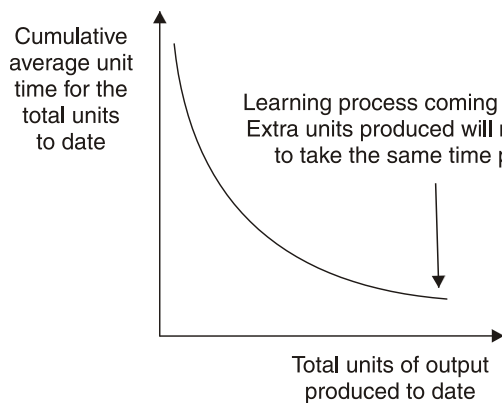 Cumulative
average unit
time for the
total units
to date
Learning process coming
Extra units produced will
to take the same time
Total units of output
produced to date